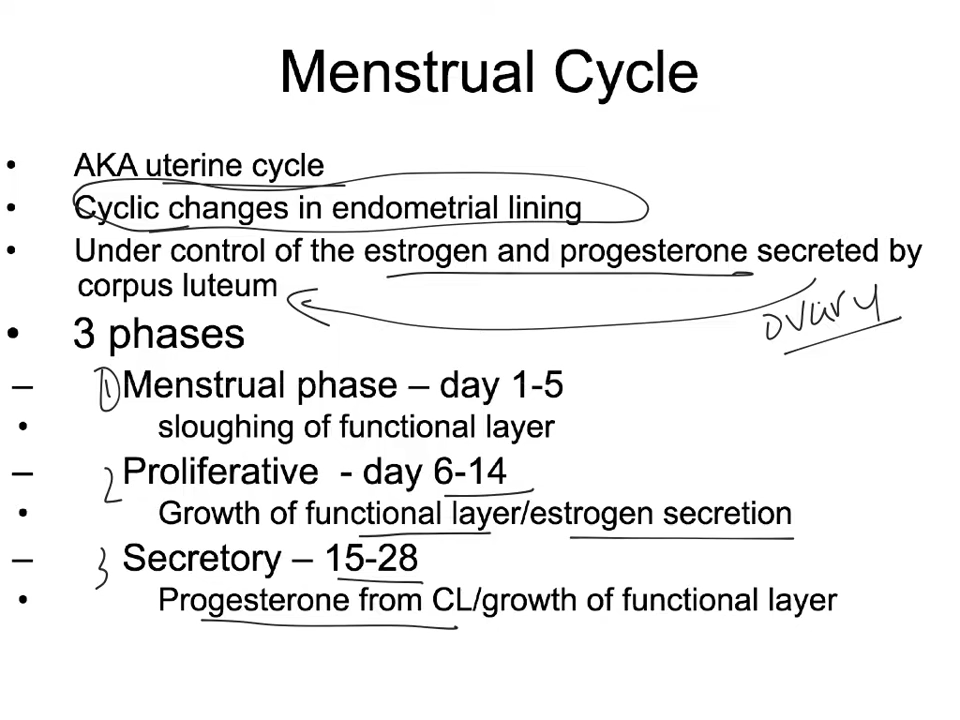 Menstrual Cycle
• AKA uterine cycle
• Cyclic changes in endometrial lining
• Under control of the estrogen and progesterone secreted by
corpus luteum
ovary
• 3 phases
– 1 Menstrual phase – day 1-5
• sloughing of functional layer
– 2 Proliferative - day 6-14
• Growth of functional layer/estrogen secretion
– 3 Secretory – 15-28
• Progesterone from CL/growth of functional layer